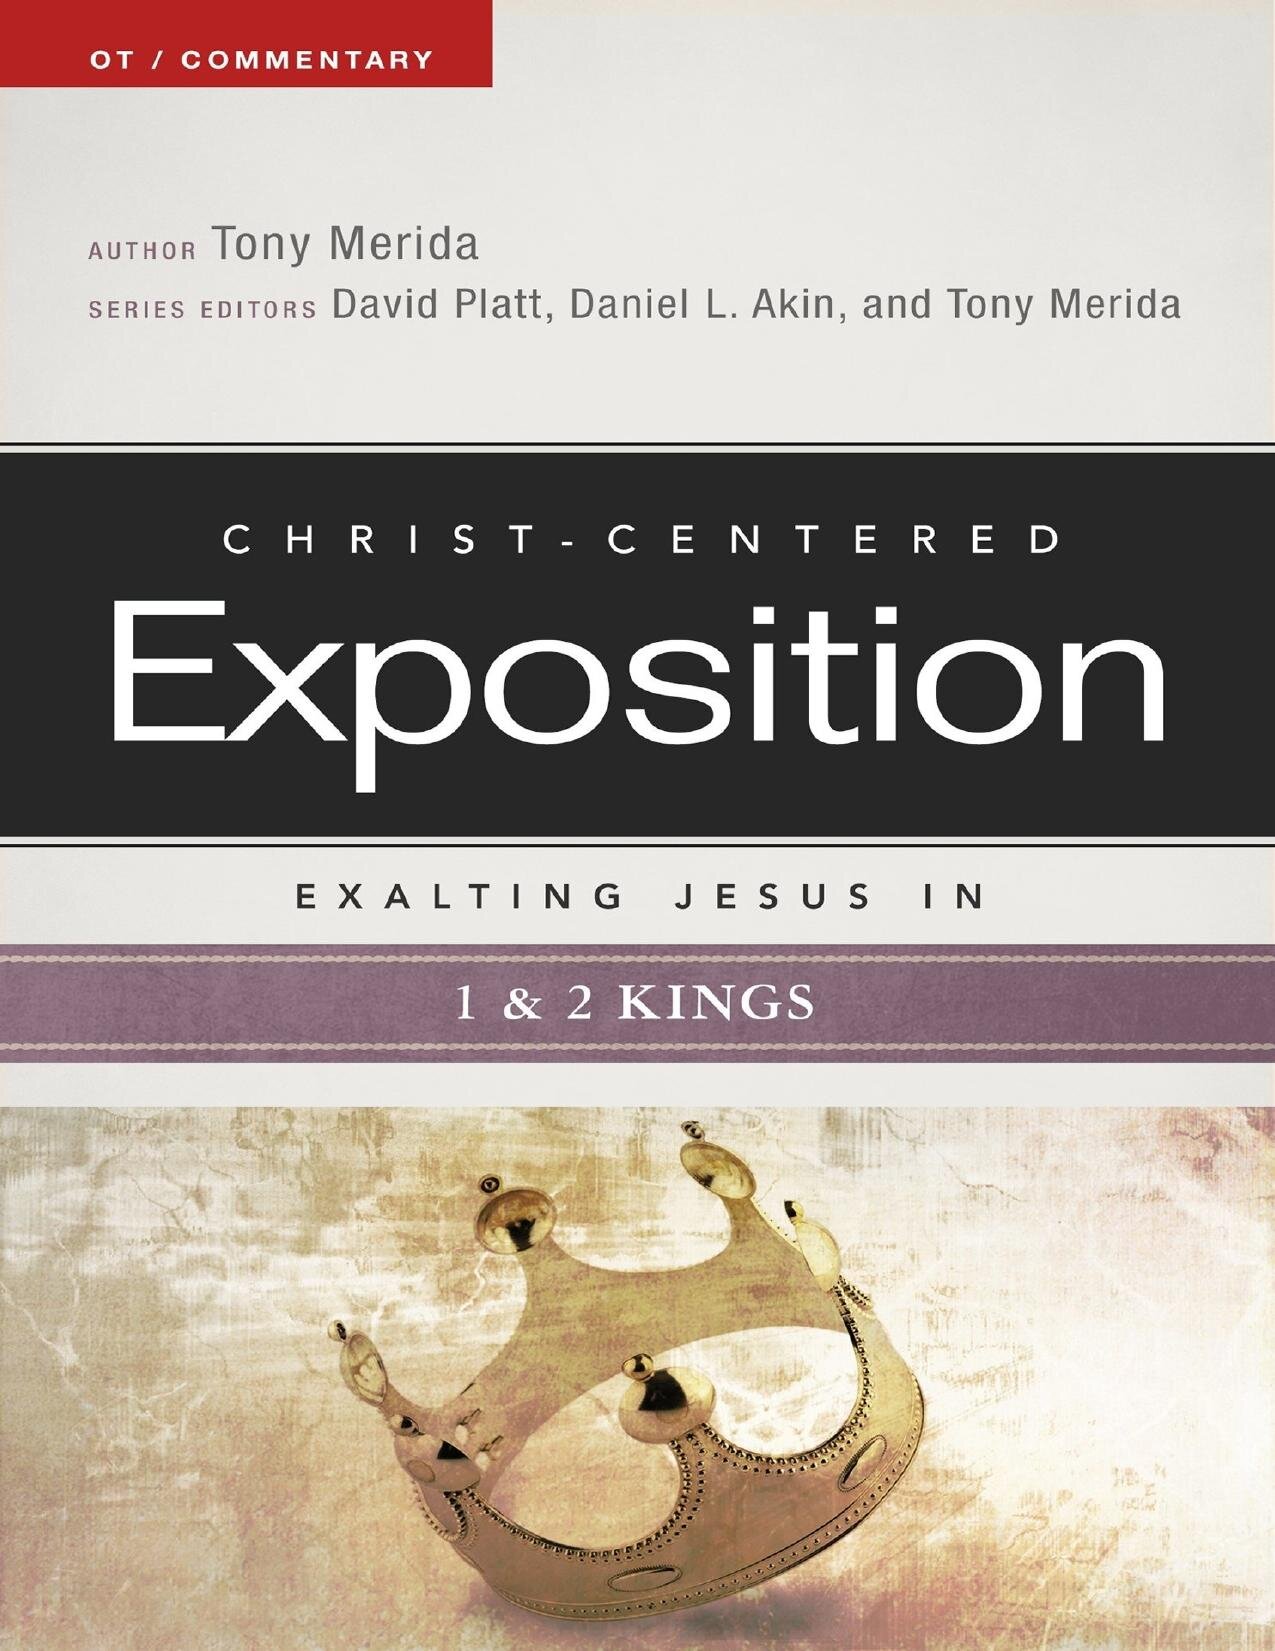 OT / COMMENTARY
AUTHOR Tony Merida
SERIES EDITORS David Platt, Daniel L. Akin, and Tony Merida
CHRIST-CENTERED
Exposition
EXALTING JESUS IN
1 & 2 KINGS